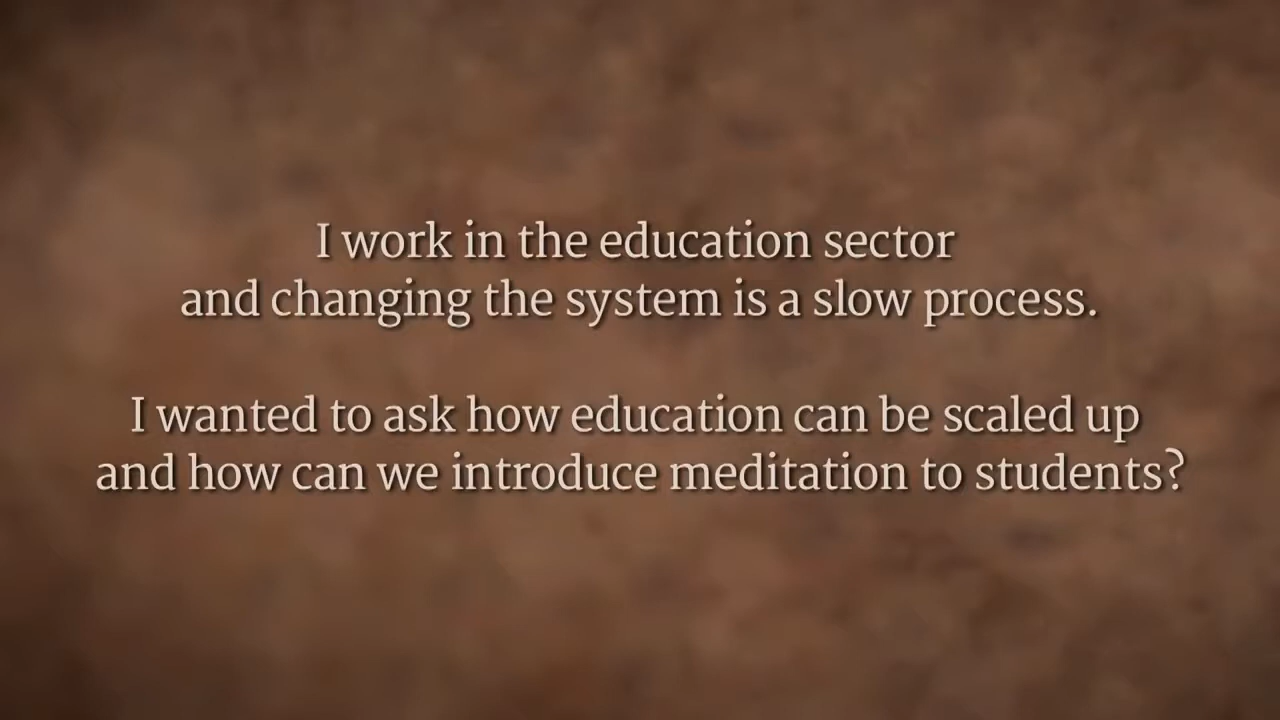 I work in the education sector
and changing the system is a slow process.
I wanted to ask how education can be scaled up
and how can we introduce meditation to students?